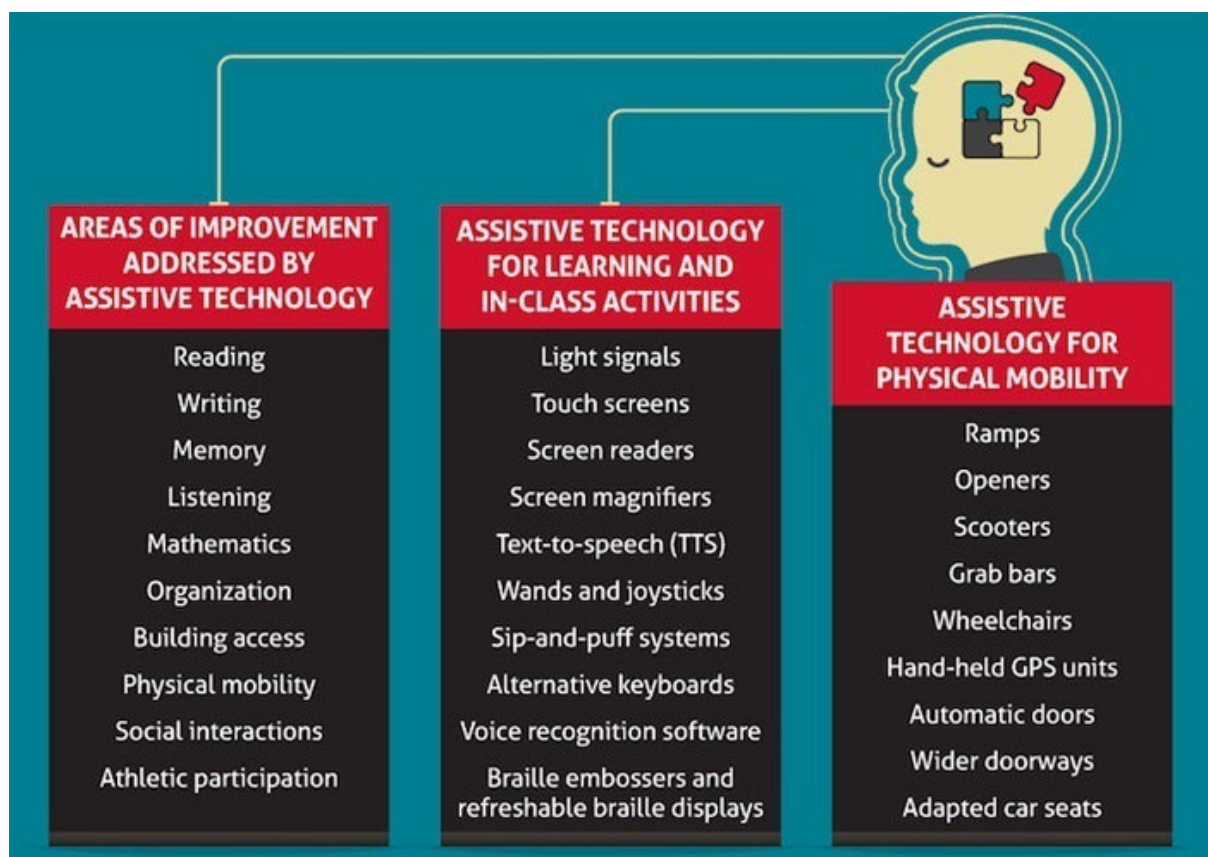 AREAS OF IMPROVEMENT
ADDRESSED BY
ASSISTIVE TECHNOLOGY
Reading
Writing
Memory
Listening
Mathematics
Organization
Building access
Physical mobility
Social interactions
Athletic participation
ASSISTIVE TECHNOLOGY
FOR LEARNING AND
IN-CLASS ACTIVITIES
Light signals
Touch screens
Screen readers
Screen magnifiers
Text-to-speech (TTS)
Wands and joysticks
Sip-and-puff systems
Alternative keyboards
Voice recognition software
Braille embossers and
refreshable braille displays
ASSISTIVE
TECHNOLOGY FOR
PHYSICAL MOBILITY
Ramps
Openers
Scooters
Grab bars
Wheelchairs
Hand-held GPS units
Automatic doors
Wider doorways
Adapted car seats